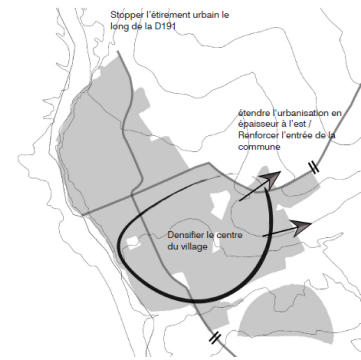 Stopper l'étirement urbain le
long de la D191
étendre l'urbanisation en
épaisseur à l'est /
Renforcer l'entrée de la
commune
Densifier le centre
du village